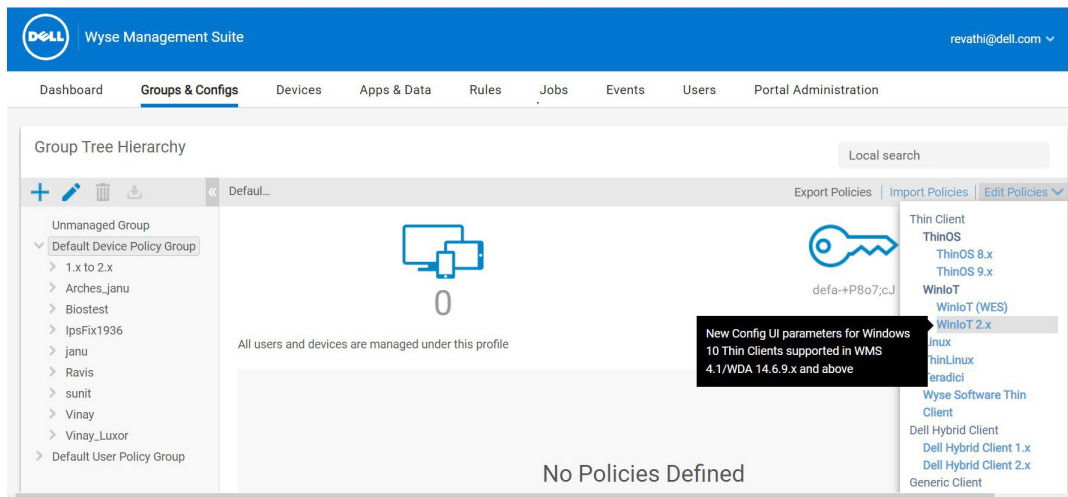 DELL
Wyse Management Suite
revathi@dell.com
Dashboard
Groups & Configs
Devices
Apps & Data
Rules
Jobs
Events
Users
Portal Administration
Group Tree Hierarchy
Local search
Defaul...
Export Policies | Import Policies | Edit Policies
Unmanaged Group
Default Device Policy Group
1.x to 2.x
Arches_janu
Biostest
IpsFix1936
janu
Ravis
sunit
Vinay
Vinay_Luxor
Default User Policy Group
0
All users and devices are managed under this profile
defa-+P8o7;cJ
No Policies Defined
New Config UI parameters for Windows
10 Thin Clients supported in WMS
4.1/WDA 14.6.9.x and above
Thin Client
ThinOS
ThinOS 8.x
ThinOS 9.x
WinIoT
WinIoT (WES)
WinIoT 2.x
inux
hinLinux
eradici
Wyse Software Thin
Client
Dell Hybrid Client
Dell Hybrid Client 1.x
Dell Hybrid Client 2.x
Generic Client